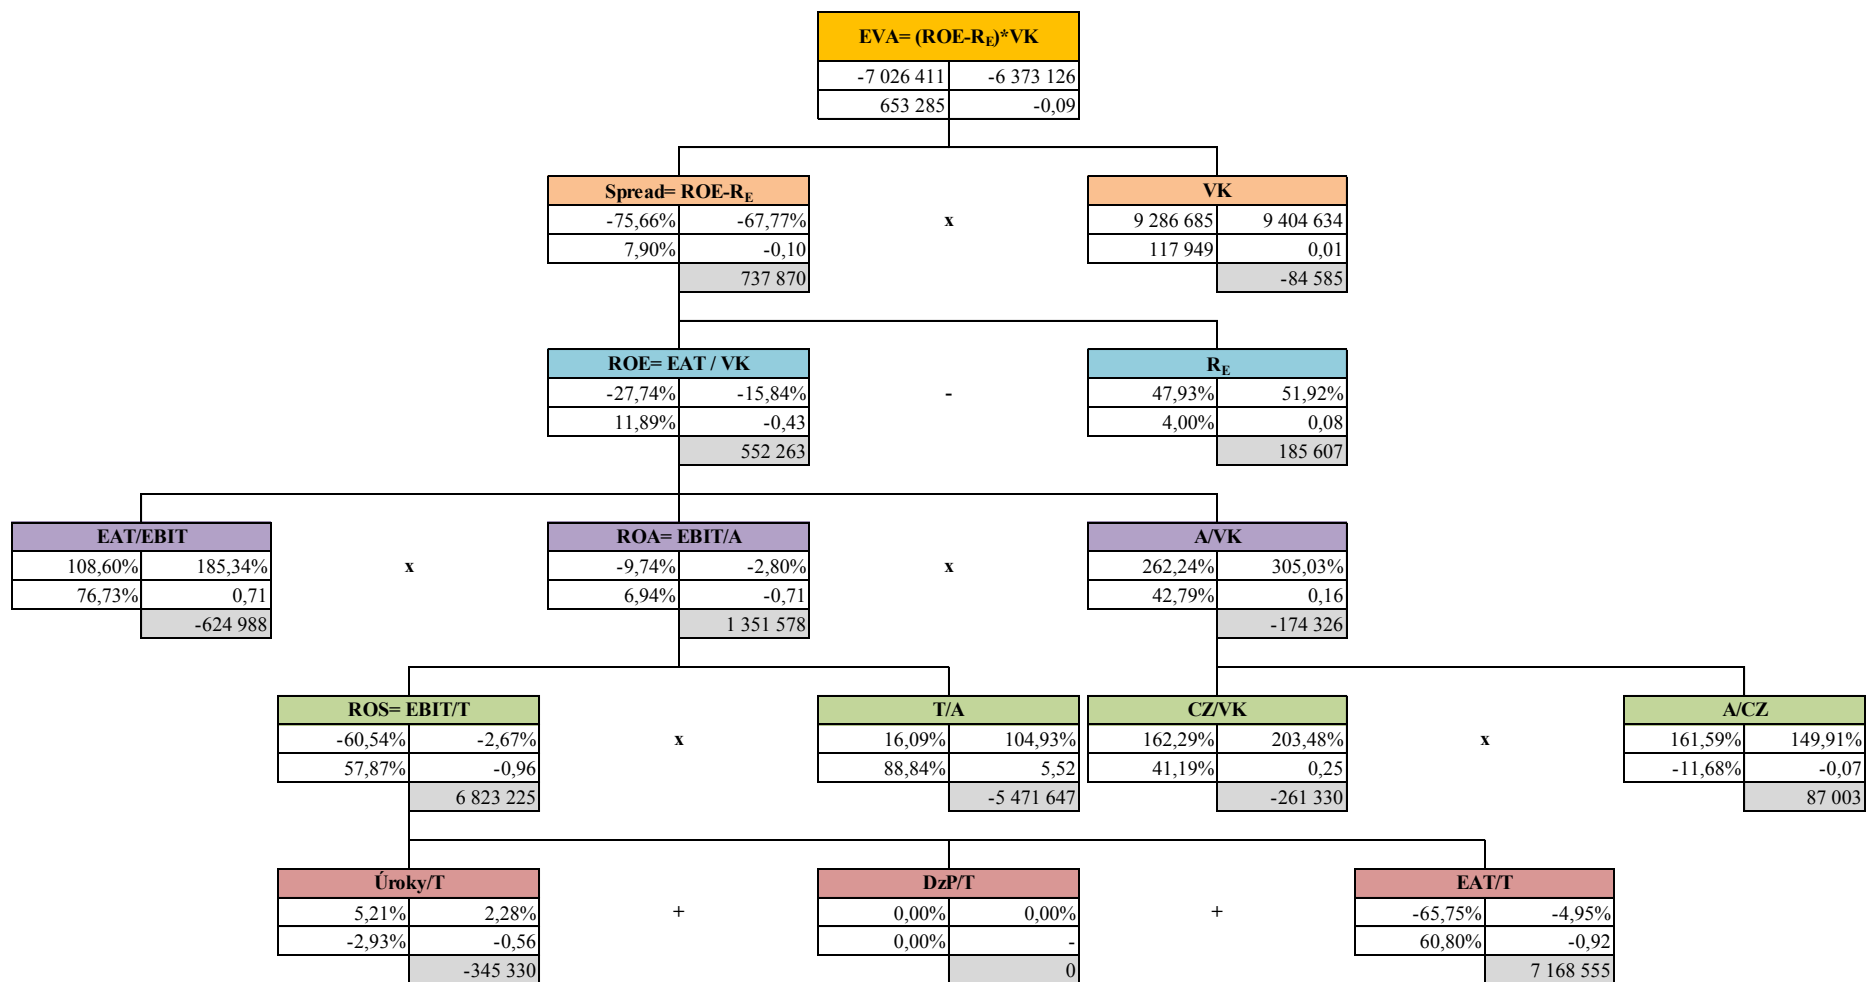 EVA= (ROE-RE)*VK
-7 026 411 -6 373 126
653 285 -0,09
Spread= ROE-RE VK
-75,66% -67,77% x 9 286 685 9 404 634
7,90% -0,10 117 949 0,01
737 870 -84 585
ROE= EAT / VK RE
-27,74% -15,84% - 47,93% 51,92%
11,89% -0,43 4,00% 0,08
552 263 185 607
EAT/EBIT ROA= EBIT/A A/VK
108,60% 185,34% x -9,74% -2,80% x 262,24% 305,03%
76,73% 0,71 6,94% -0,71 42,79% 0,16
-624 988 1 351 578 -174 326
ROS= EBIT/T T/A CZ/VK A/CZ
-60,54% -2,67% x 16,09% 104,93% 162,29% 203,48% x 161,59% 149,91%
57,87% -0,96 88,84% 5,52 41,19% 0,25 -11,68% -0,07
6 823 225 -5 471 647 -261 330 87 003
Úroky/T DzP/T EAT/T
5,21% 2,28% + 0,00% 0,00% + -65,75% -4,95%
-2,93% -0,56 0,00% - 60,80% -0,92
-345 330 0 7 168 555